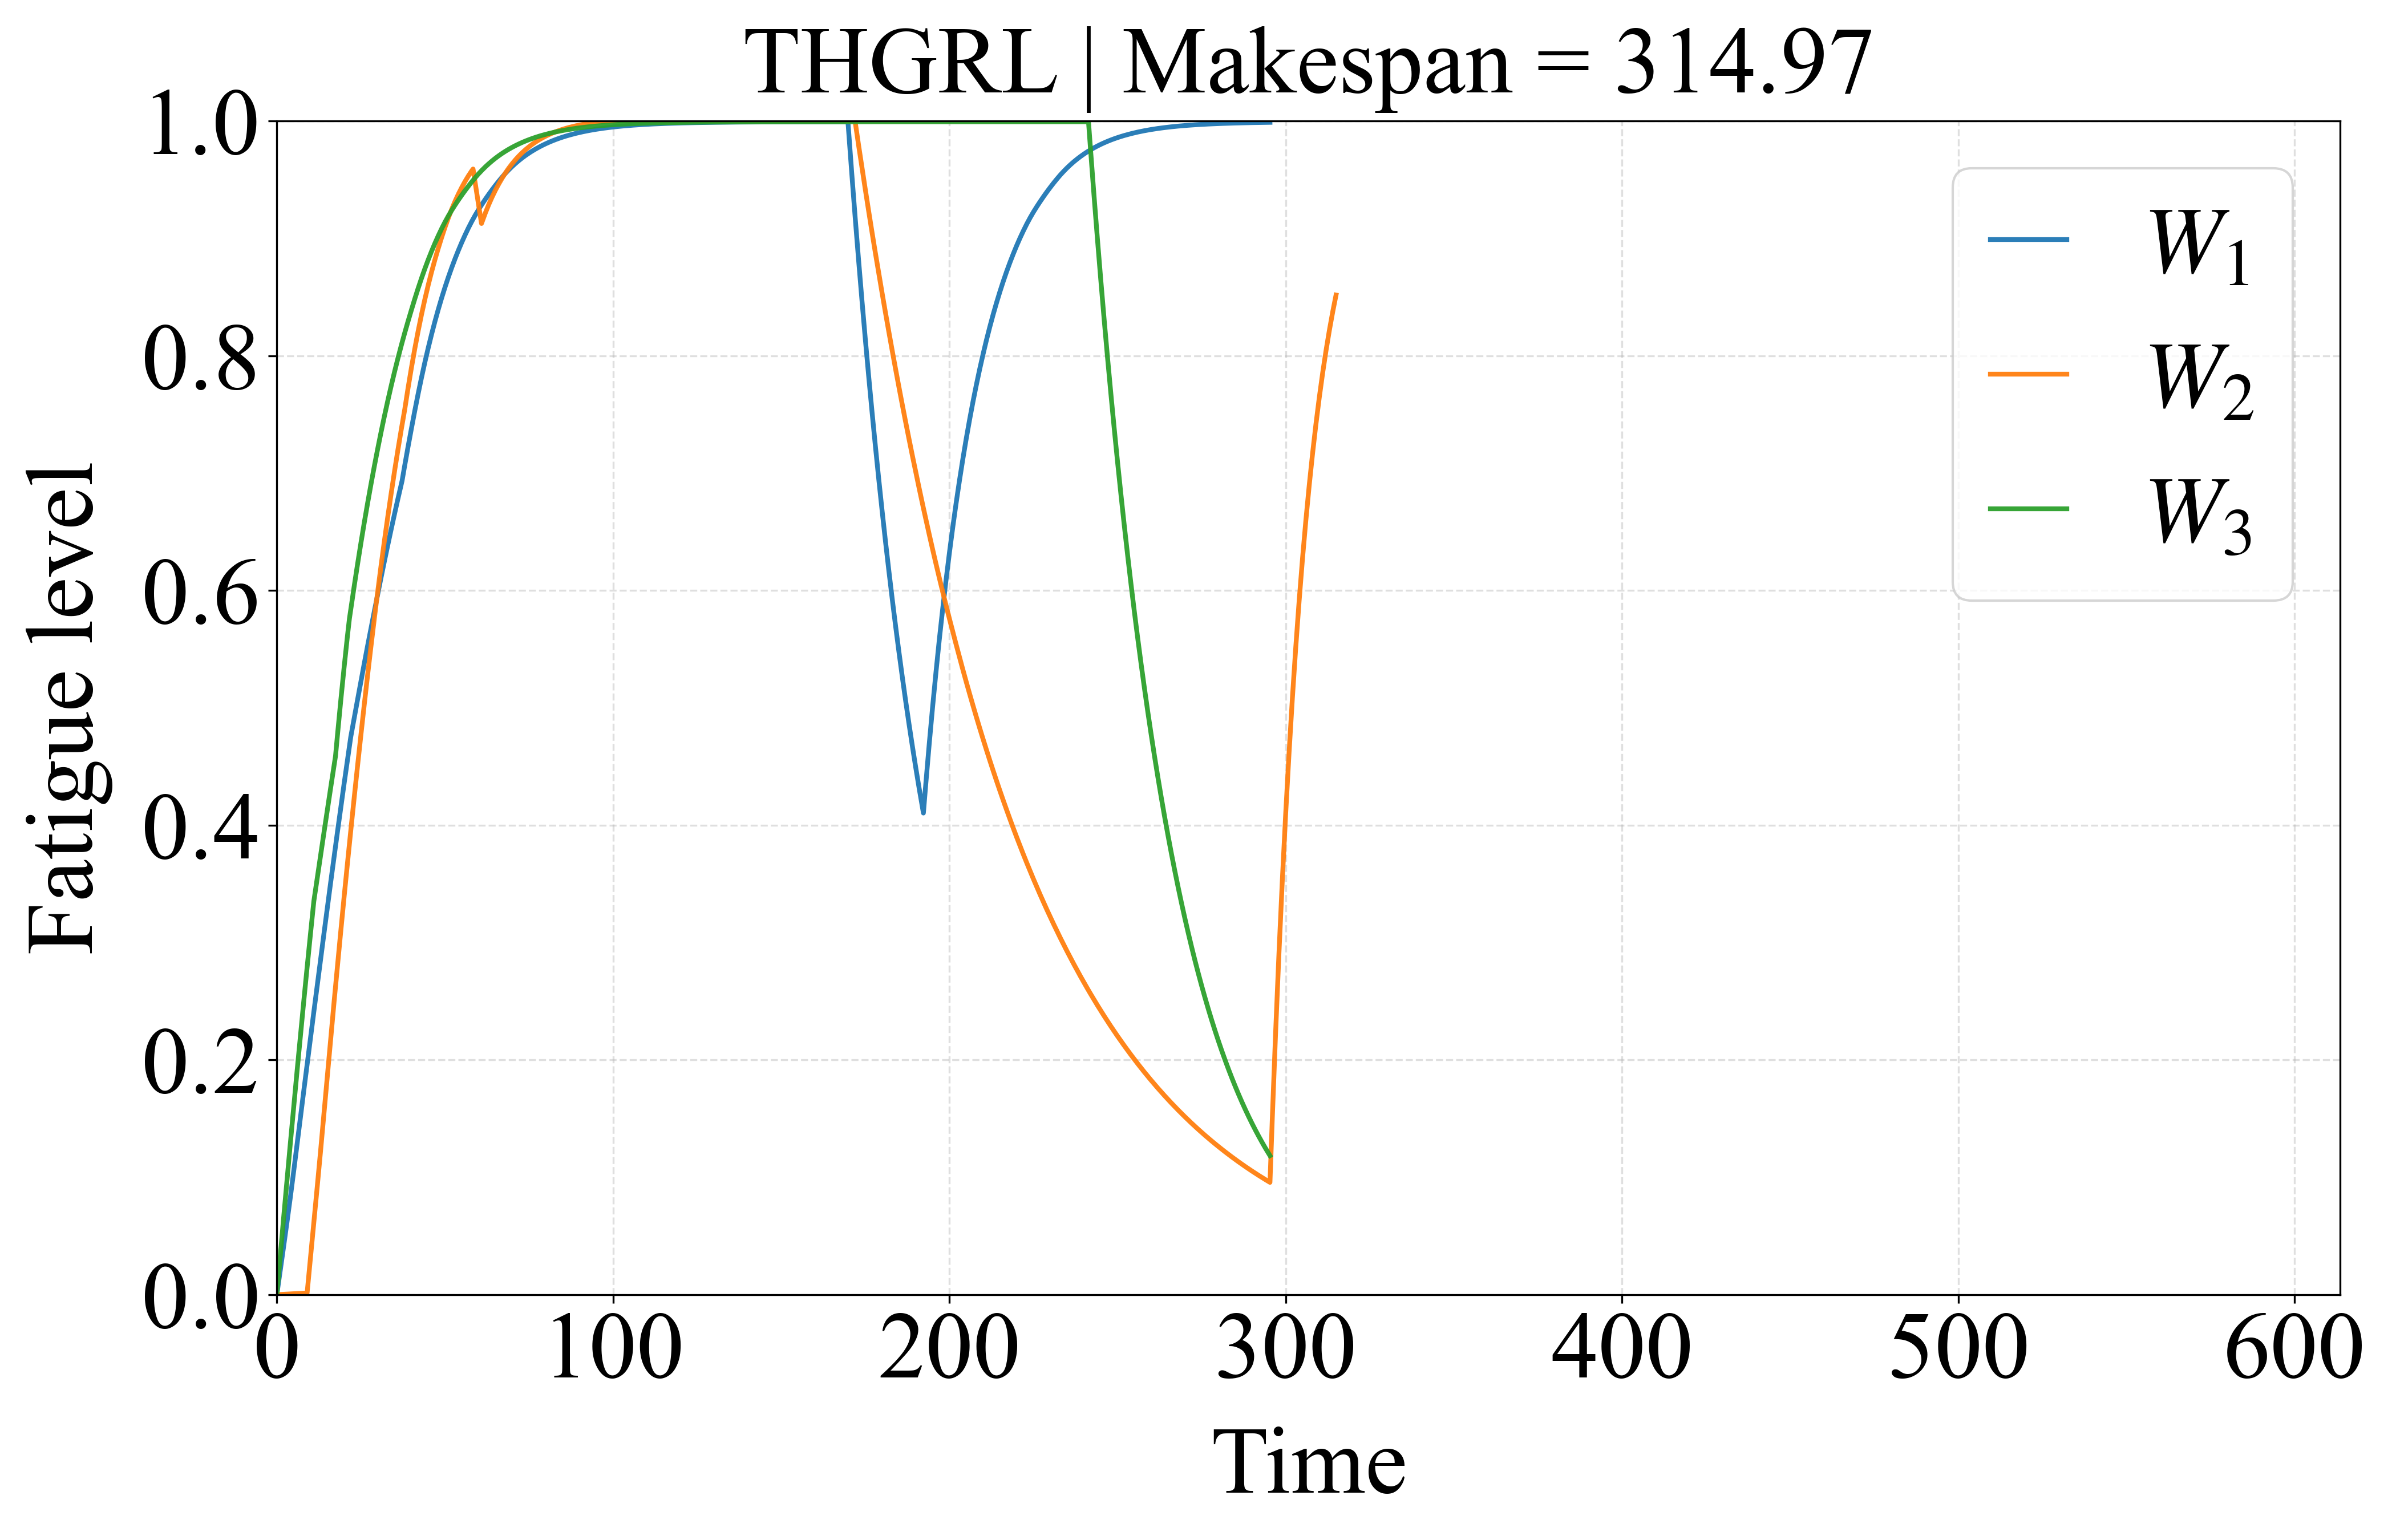 THGRL | Makespan = 314.97
1.0
0.8
0.6
0.4
0.2
0.0
Fatigue level
W1
W2
W3
0 100 200 300 400 500 600
Time